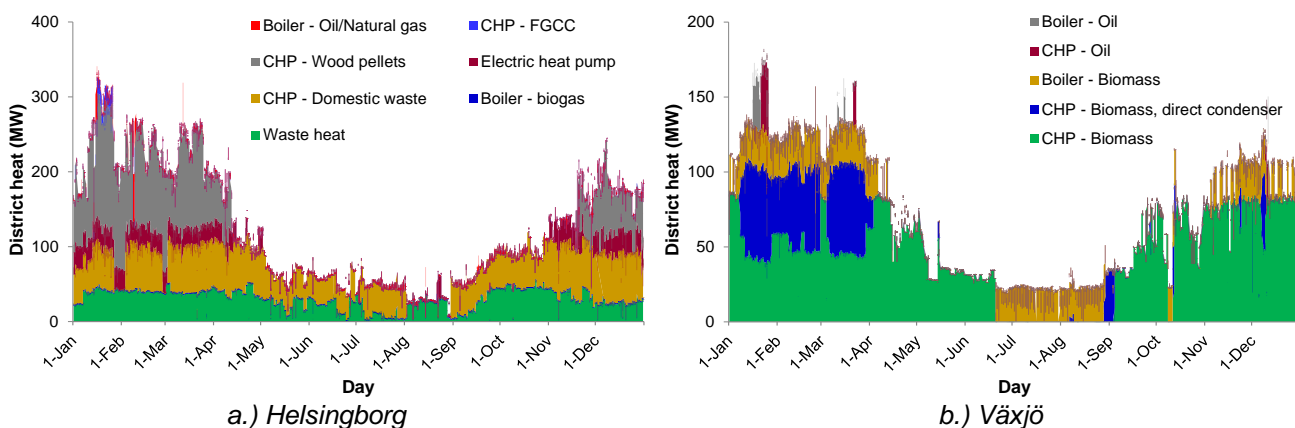 Boiler - Oil/Natural gas
CHP - FGCC
CHP - Wood pellets
Electric heat pump
CHP - Domestic waste
Boiler - biogas
Waste heat
District heat (MW)
400
300
200
100
0
1-Jan
1-Feb
1-Mar
1-Apr
1-May
1-Jun
1-Jul
1-Aug
1-Sep
1-Oct
1-Nov
1-Dec
Day
a.) Helsingborg
Boiler - Oil
CHP - Oil
Boiler - Biomass
CHP - Biomass, direct condenser
CHP - Biomass
District heat (MW)
200
150
100
50
0
1-Jan
1-Feb
1-Mar
1-Apr
1-May
1-Jun
1-Jul
1-Aug
1-Sep
1-Oct
1-Nov
1-Dec
Day
b.) Växjö